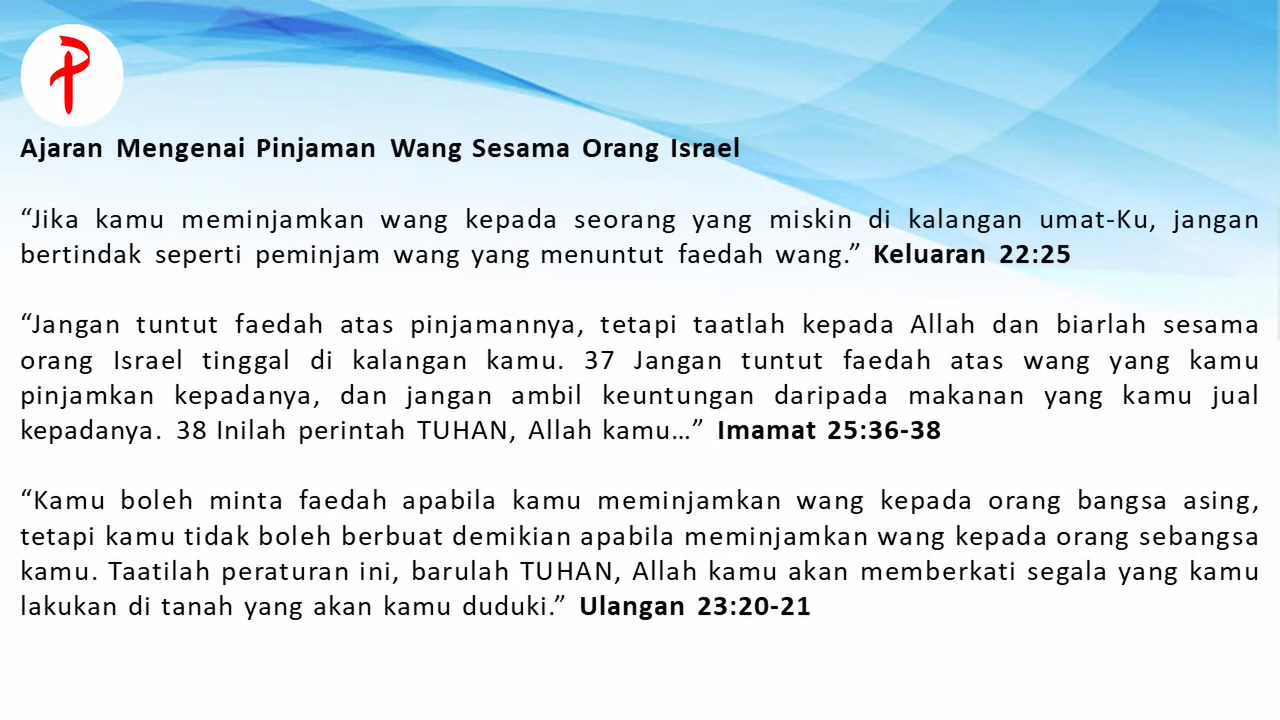 Ajaran Mengenai Pinjaman Wang Sesama Orang Israel
“Jika kamu meminjamkan wang kepada seorang yang miskin di kalangan umat-Ku, jangan
bertindak seperti peminjam wang yang menuntut faedah wang.” Keluaran 22:25
“Jangan tuntut faedah atas pinjamannya, tetapi taatlah kepada Allah dan biarlah sesama
orang Israel tinggal di kalangan kamu. 37 Jangan tuntut faedah atas wang yang kamu
pinjamkan kepadanya, dan jangan ambil keuntungan daripada makanan yang kamu jual
kepadanya. 38 Inilah perintah TUHAN, Allah kamu…” Imamat 25:36-38
“Kamu boleh minta faedah apabila kamu meminjamkan wang kepada orang bangsa asing,
tetapi kamu tidak boleh berbuat demikian apabila meminjamkan wang kepada orang sebangsa
kamu. Taatilah peraturan ini, barulah TUHAN, Allah kamu akan memberkati segala yang kamu
lakukan di tanah yang akan kamu duduki.” Ulangan 23:20-21